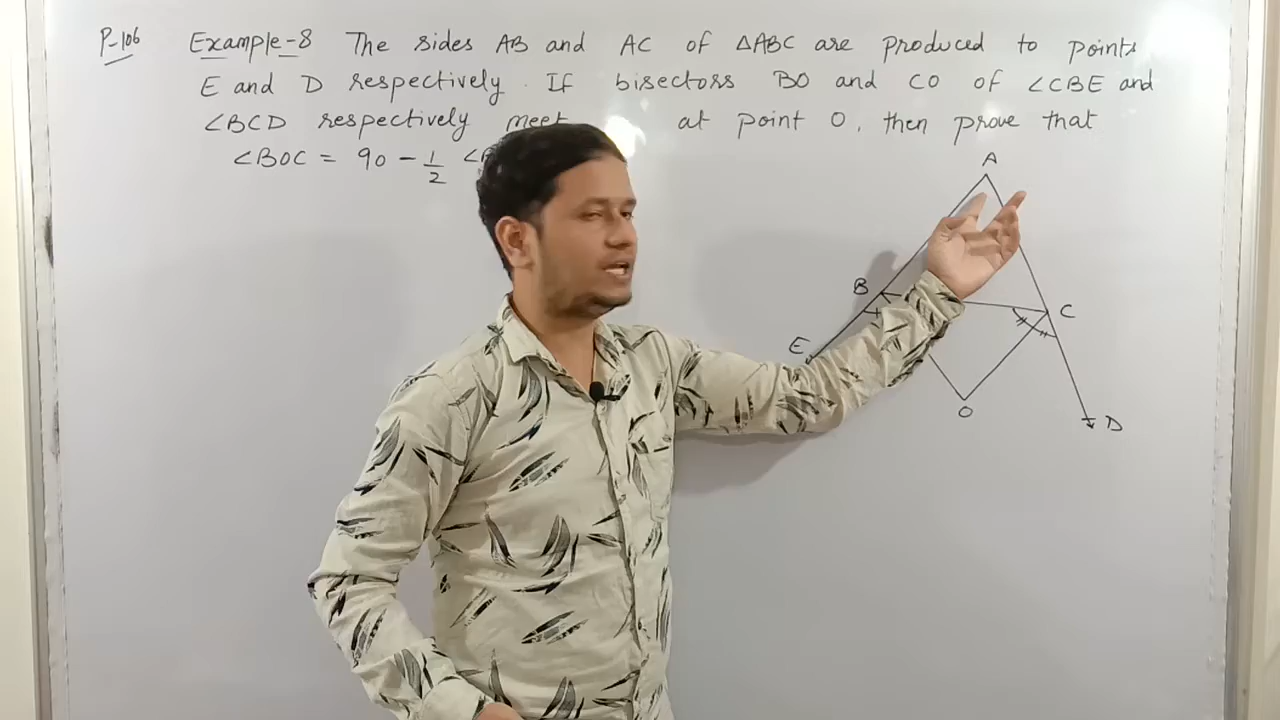 P-106
Example-8 The sides AB and AC of △ABC are produced to points
E and D respectively. If bisectors BO and CO of ∠CBE and
∠BCD respectively meet at point O, then prove that
∠BOC = 90 - 1/2 ∠
A
B
C
E
O
D